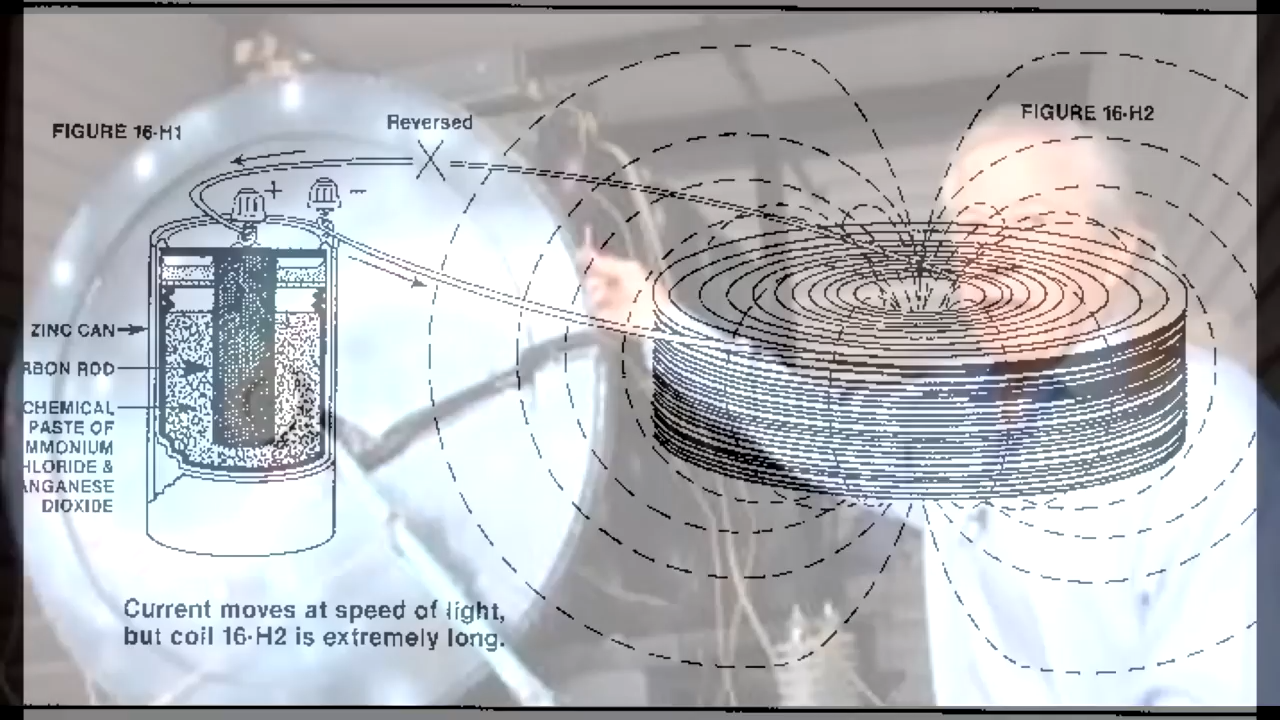 FIGURE 16-H1
Reversed
FIGURE 16-H2
+
−
ZINC CAN
RBON ROD
CHEMICAL
PASTE OF
MMONIUM
HLORIDE &
ANGANESE
DIOXIDE
Current moves at speed of light,
but coil 16-H2 is extremely long.